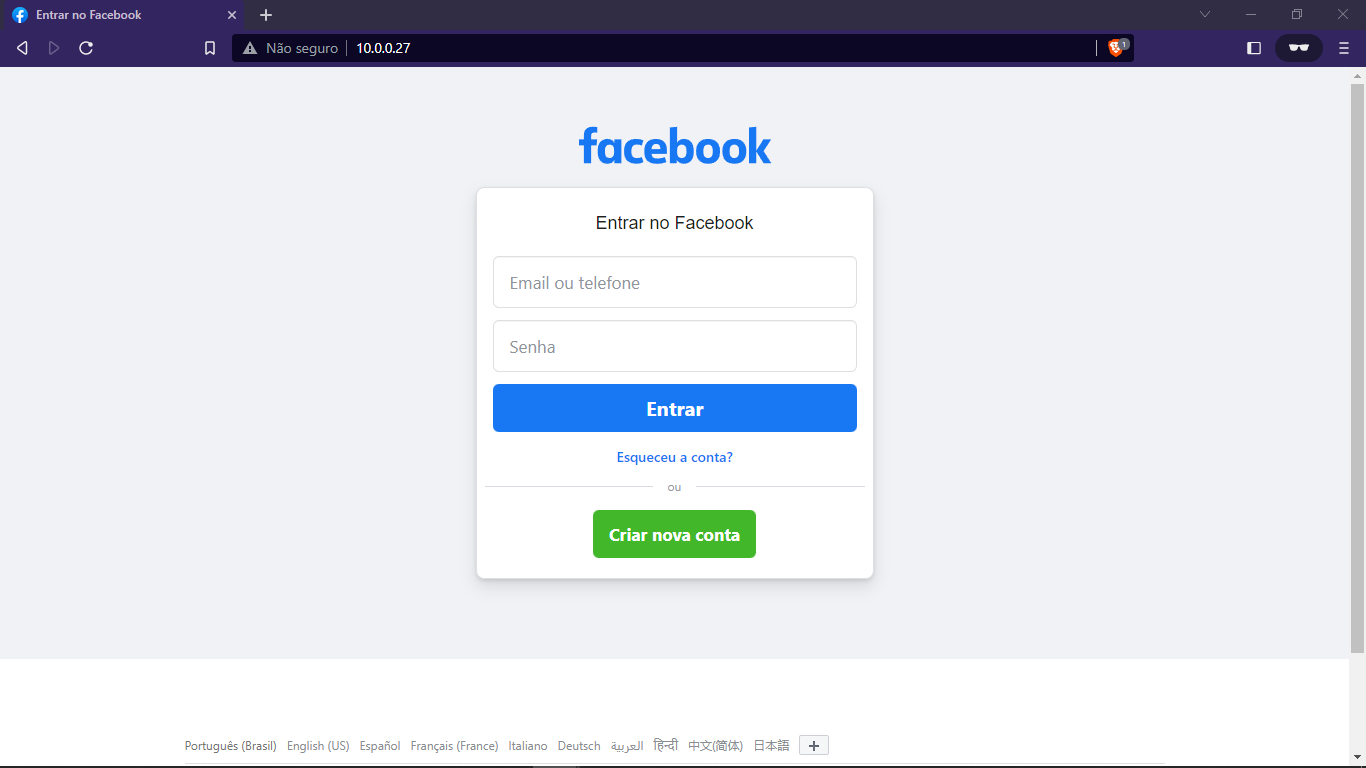 Entrar no Facebook
Não seguro 10.0.0.27
1
facebook
Entrar no Facebook
Email ou telefone
Senha
Entrar
Esqueceu a conta?
ou
Criar nova conta
Português (Brasil) English (US) Español Français (France) Italiano Deutsch العربية हिन्दी 中文(简体) 日本語